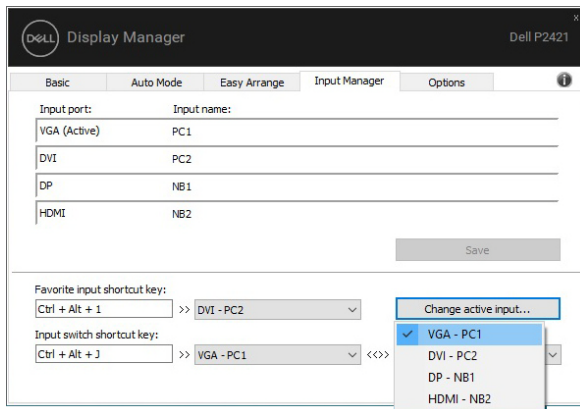 DELL Display Manager
x
Dell P2421
Basic Auto Mode Easy Arrange Input Manager Options i
Input port: Input name:
VGA (Active) PC1
DVI PC2
DP NB1
HDMI NB2
Save
Favorite input shortcut key:
Ctrl + Alt + 1 >> DVI - PC2 Change active input...
Input switch shortcut key:
Ctrl + Alt + J >> VGA - PC1 <<>>
VGA - PC1
DVI - PC2
DP - NB1
HDMI - NB2